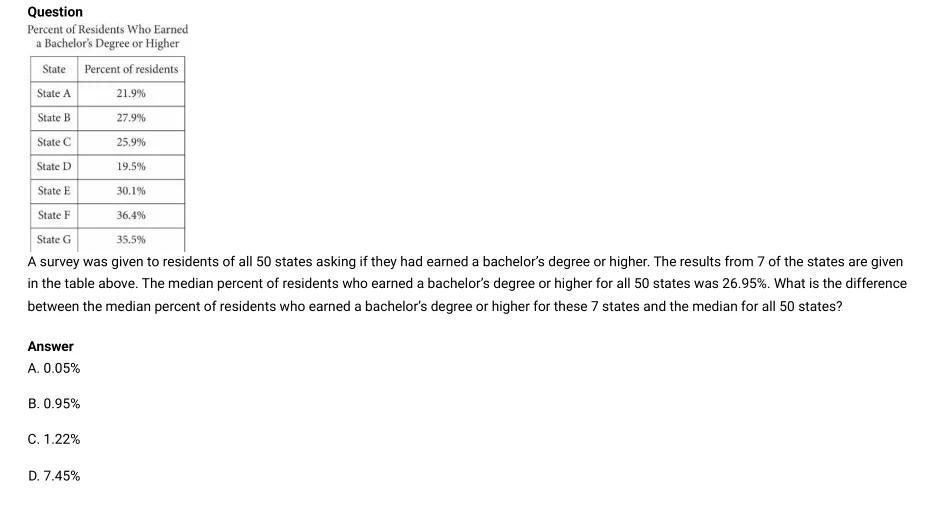 Question
Percent of Residents Who Earned
a Bachelor's Degree or Higher
State Percent of residents
State A 21.9%
State B 27.9%
State C 25.9%
State D 19.5%
State E 30.1%
State F 36.4%
State G 35.5%
A survey was given to residents of all 50 states asking if they had earned a bachelor's degree or higher. The results from 7 of the states are given
in the table above. The median percent of residents who earned a bachelor's degree or higher for all 50 states was 26.95%. What is the difference
between the median percent of residents who earned a bachelor's degree or higher for these 7 states and the median for all 50 states?
Answer
A. 0.05%
B. 0.95%
C. 1.22%
D. 7.45%